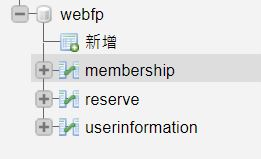 webfp
新增
membership
reserve
userinformation